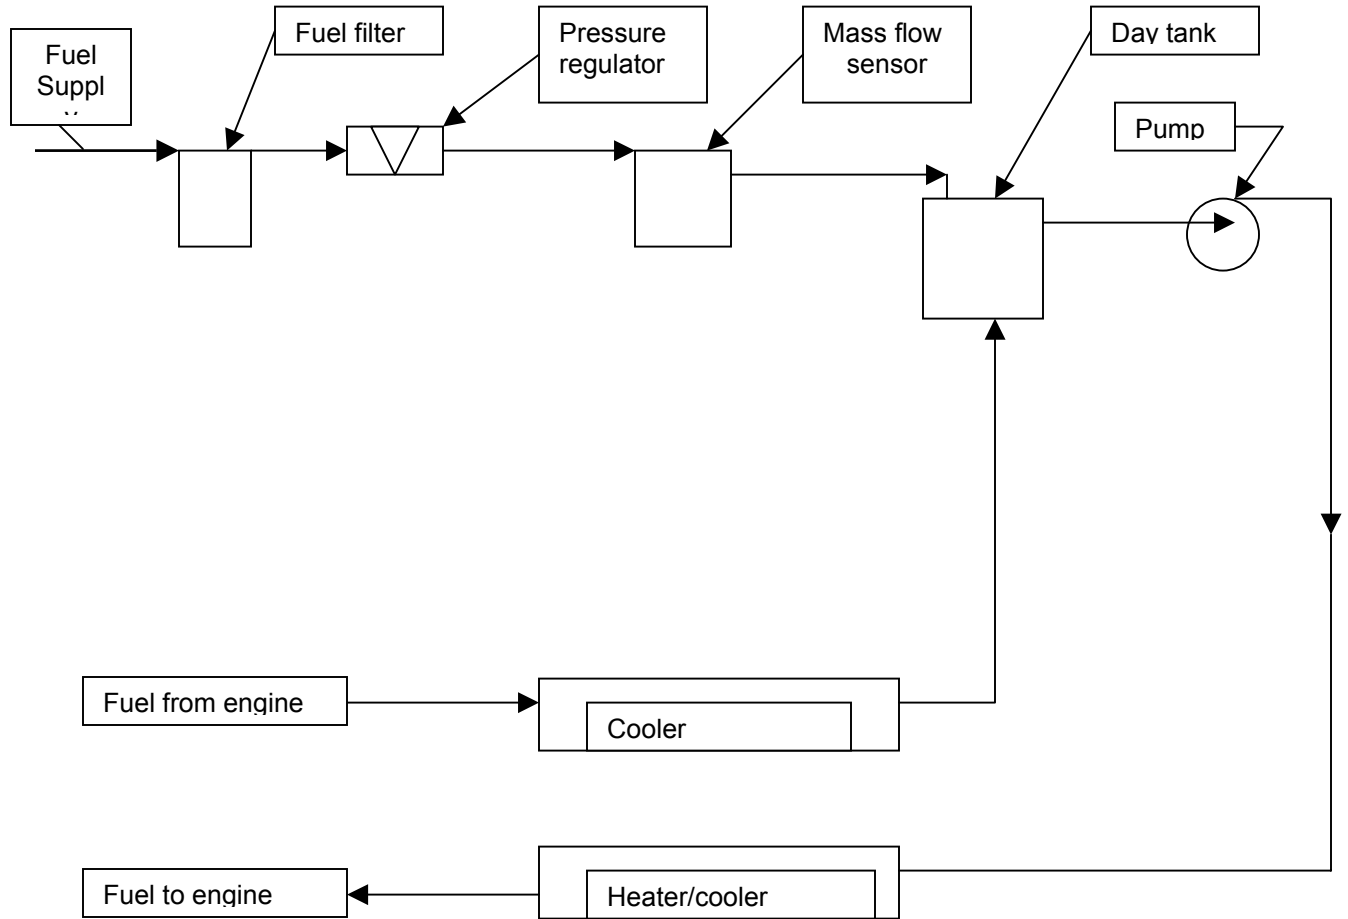 Fuel filter
Pressure
regulator
Mass flow
sensor
Day tank
Fuel
Suppl
y
Pump
Fuel from engine
Cooler
Fuel to engine
Heater/cooler